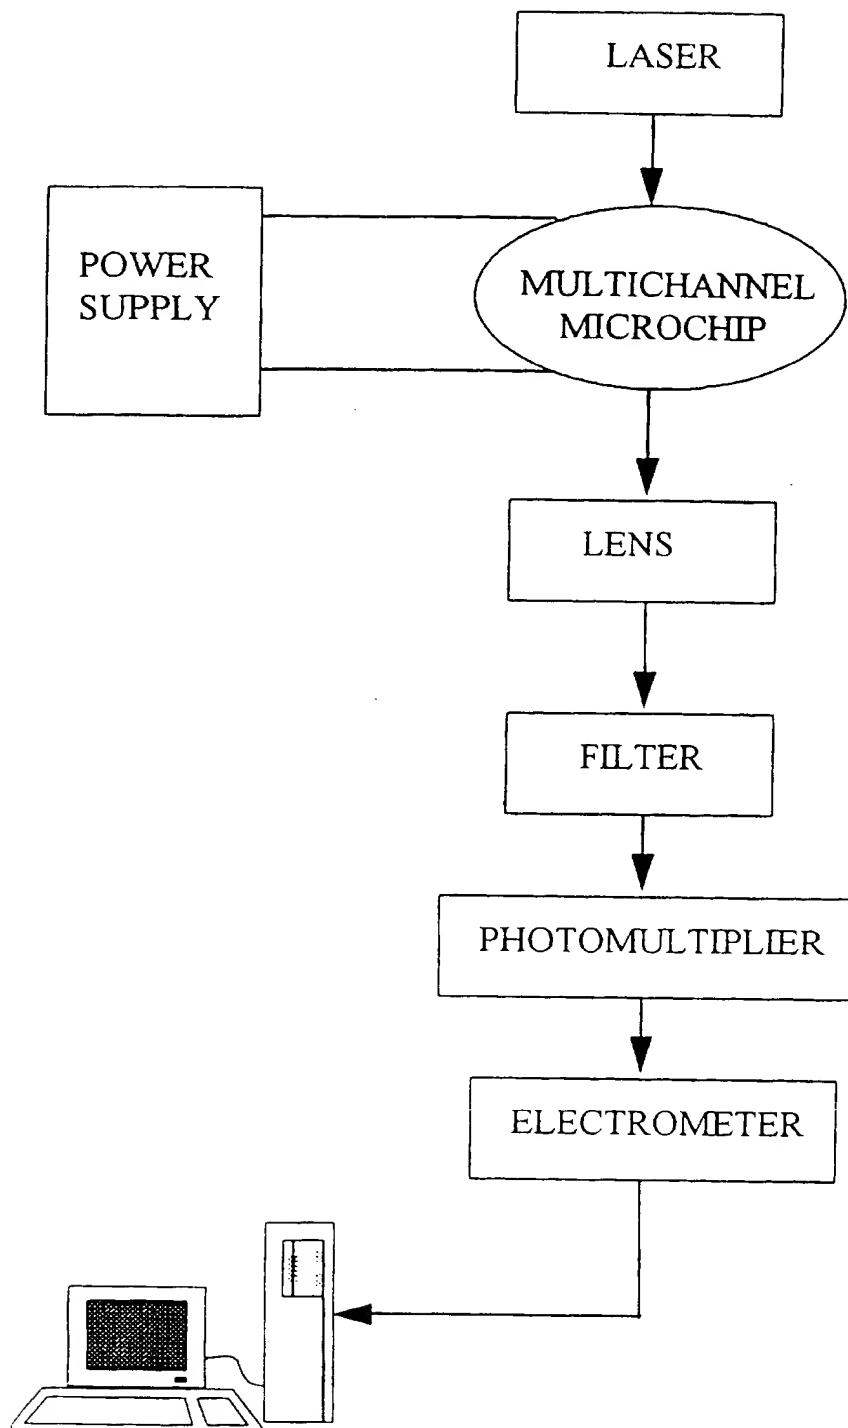 LASER
POWER
SUPPLY
MULTICHANNEL
MICROCHIP
LENS
FILTER
PHOTOMULTIPLIER
ELECTROMETER